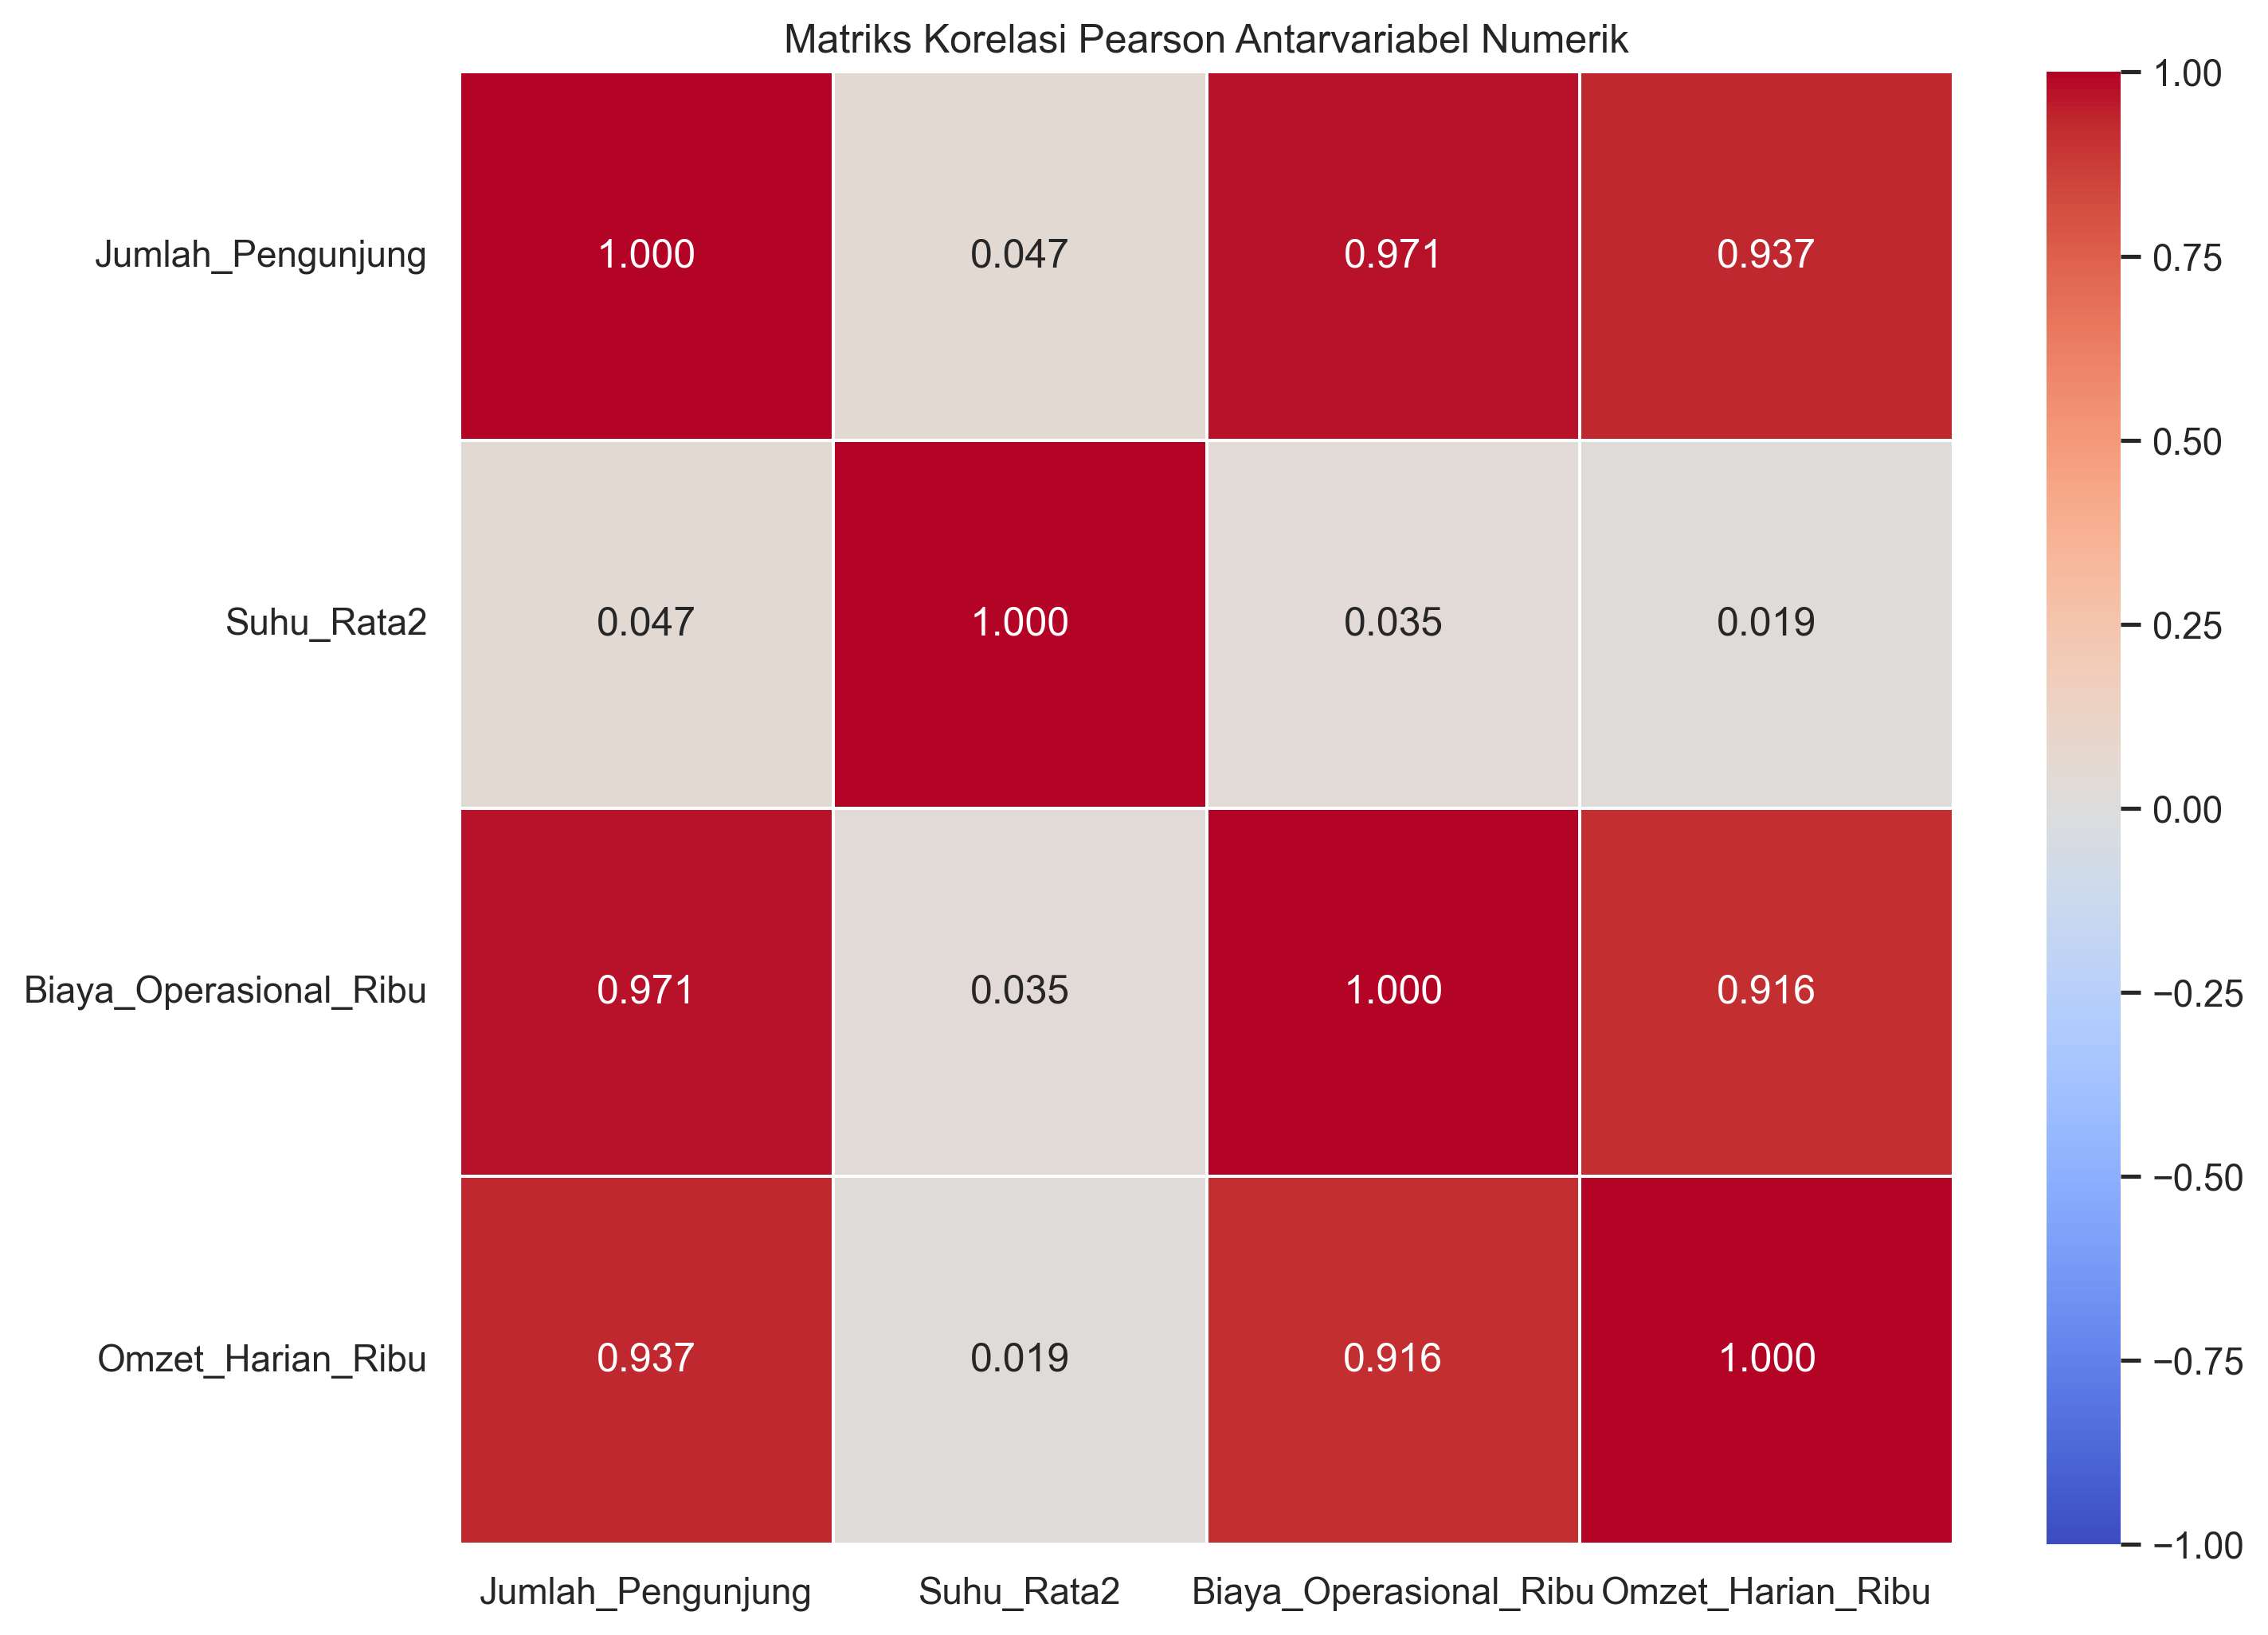 Matriks Korelasi Pearson Antarvariabel Numerik
1.00
Jumlah_Pengunjung 1.000 0.047 0.971 0.937
0.75
0.50
Suhu_Rata2 0.047 1.000 0.035 0.019
0.25
0.00
Biaya_Operasional_Ribu 0.971 0.035 1.000 0.916
−0.25
−0.50
Omzet_Harian_Ribu 0.937 0.019 0.916 1.000
−0.75
−1.00
Jumlah_Pengunjung Suhu_Rata2 Biaya_Operasional_Ribu Omzet_Harian_Ribu